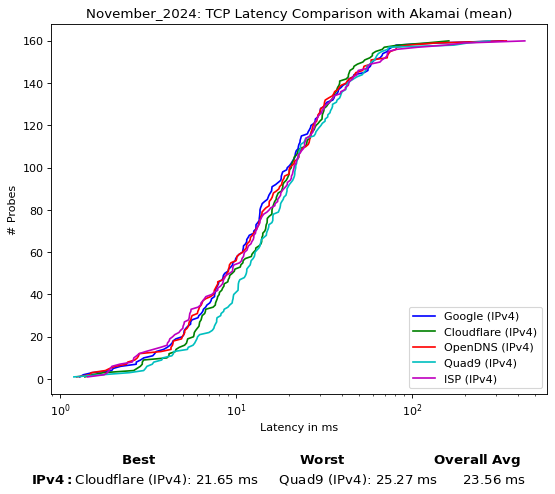 November_2024: TCP Latency Comparison with Akamai (mean)
160
140
120
100
80
60
40
20
0
# Probes
Google (IPv4)
Cloudflare (IPv4)
OpenDNS (IPv4)
Quad9 (IPv4)
ISP (IPv4)
10⁰ 10¹ 10²
Latency in ms
Best Worst Overall Avg
IPv4: Cloudflare (IPv4): 21.65 ms Quad9 (IPv4): 25.27 ms 23.56 ms